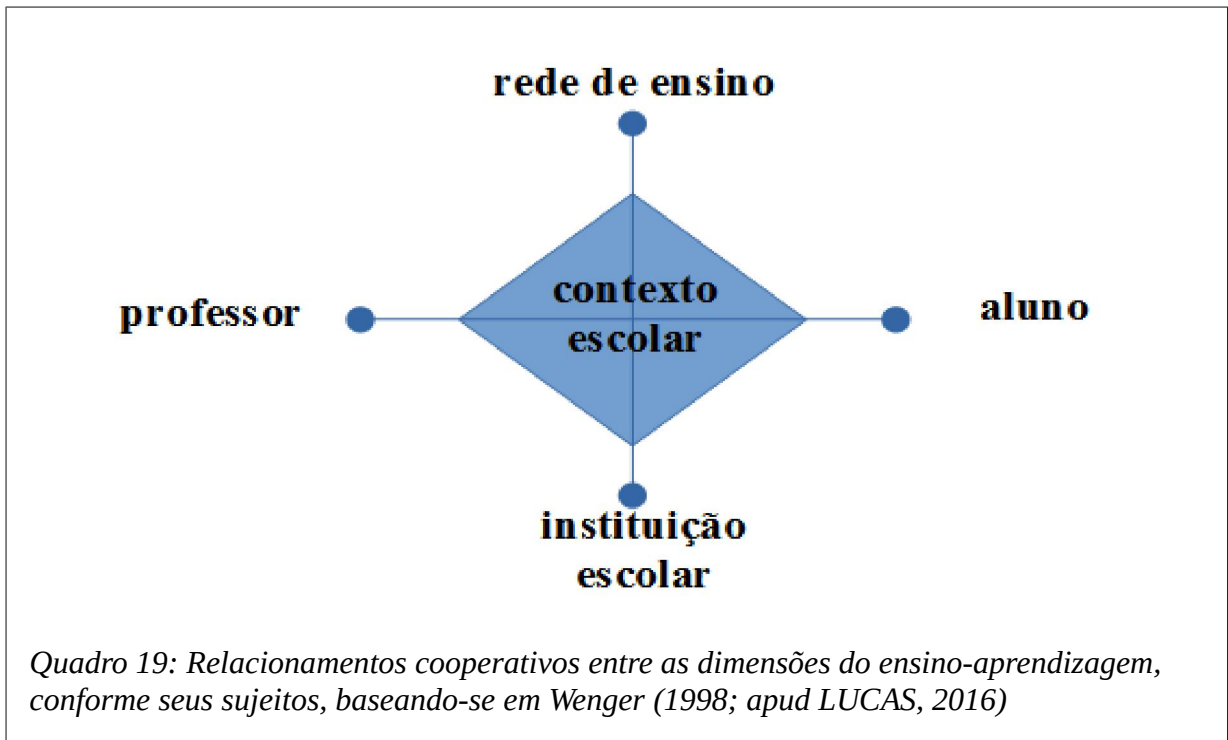 rede de ensino
professor
contexto
escolar
aluno
instituição
escolar
Quadro 19: Relacionamentos cooperativos entre as dimensões do ensino-aprendizagem,
conforme seus sujeitos, baseando-se em Wenger (1998; apud LUCAS, 2016)